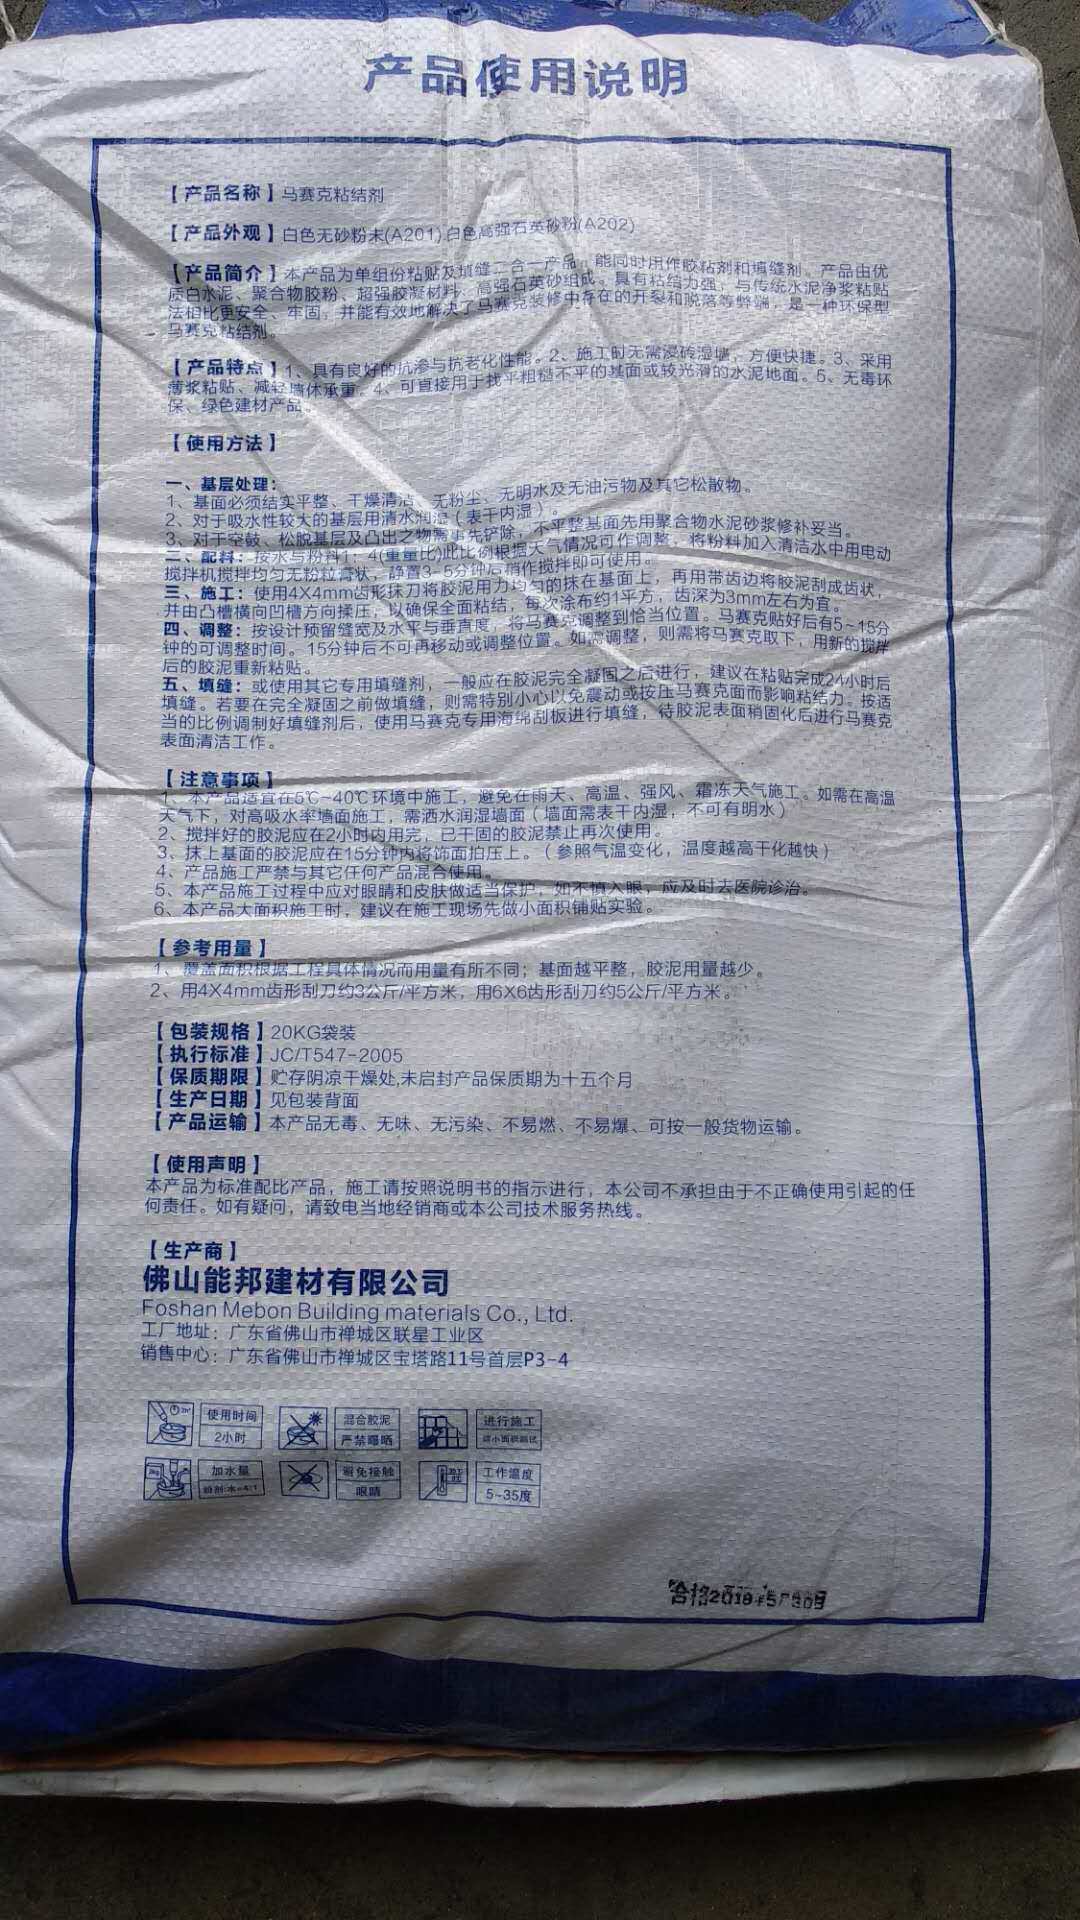 产品使用说明
【产品名称】马赛克粘结剂
【产品外观】白色无砂粉末(A201).白色高强石英砂粉(A202)
【产品简介】本产品为单组份粘贴及填缝二合一产品。能同时用作胶粘剂和填缝剂。产品由优
质白水泥、聚合物胶粉、超强胶凝材料、高强石英砂组成。具有粘结力强，与传统水泥净浆粘贴
法相比更安全、牢固，并能有效地解决了马赛克装修中存在的开裂和脱落等弊端，是一种环保型
马赛克粘结剂。
【产品特点】1、具有良好的抗渗与抗老化性能。2、施工时无需浸砖湿墙，方便快捷。3、采用
薄浆粘贴、减轻墙休承重。4、可直接用于找平粗糙不平的基面或较光滑的水泥地面。5、无毒环
保、绿色建材产品。
【使用方法】
一、基层处理：
1、基面必须结实平整、干燥清洁、无粉尘、无明水及无油污物及其它松散物。
2、对于吸水性较大的基层用清水润湿（表干内湿）。
3、对于空鼓、松脱基层及凸出之物需事先铲除，不平整基面先用聚合物水泥砂浆修补妥当。
二、配料：按水与粉料1：4(重量比)此比例根据天气情况可作调整，将粉料加入清洁水中用电动
搅拌机搅拌均匀无粉粒膏状，静置3-5分钟后稍作搅拌即可使用。
三、施工：使用4X4mm齿形抹刀将胶泥用力均匀的抹在基面上，再用带齿边将胶泥刮成齿状，
并由凸槽横向凹槽方向揉压，以确保全面粘结，每次涂布约1平方，齿深为3mm左右为宜。
四、调整：按设计预留缝宽及水平与垂直度，将马赛克调整到恰当位置。马赛克贴好后有5~15分
钟的可调整时间。15分钟后不可再移动或调整位置。如需调整，则需将马赛克取下，用新的搅拌
后的胶泥重新粘贴。
五、填缝：或使用其它专用填缝剂，一般应在胶泥完全凝固之后进行，建议在粘贴完成24小时后
填缝。若要在完全凝固之前做填缝，则需特别小心以免震动或按压马赛克面而影响粘结力。按适
当的比例调制好填缝剂后，使用马赛克专用海绵刮板进行填缝，待胶泥表面稍固化后进行马赛克
表面清洁工作。
【注意事项】
1、本产品适宜在5℃~40℃环境中施工，避免在雨天、高温、强风、霜冻天气施工。如需在高温
天气下，对高吸水率墙面施工，需洒水润湿墙面（墙面需表干内湿，不可有明水）
2、搅拌好的胶泥应在2小时内用完，已干固的胶泥禁止再次使用。
3、抹上基面的胶泥应在15分钟内将饰面拍压上。（参照气温变化，温度越高干化越快）
4、产品施工严禁与其它任何产品混合使用。
5、本产品施工过程中应对眼睛和皮肤做适当保护，如不慎入眼，应及时去医院诊治。
6、本产品大面积施工时，建议在施工现场先做小面积铺贴实验。
【参考用量】
1、覆盖面积根据工程具体情况而用量有所不同；基面越平整，胶泥用量越少。
2、用4X4mm齿形刮刀约3公斤/平方米，用6X6齿形刮刀约5公斤/平方米。
【包装规格】20KG袋装
【执行标准】JC/T547-2005
【保质期限】贮存阴凉干燥处,未启封产品保质期为十五个月
【生产日期】见包装背面
【产品运输】本产品无毒、无味、无污染、不易燃、不易爆、可按一般货物运输。
【使用声明】
本产品为标准配比产品，施工请按照说明书的指示进行，本公司不承担由于不正确使用引起的任
何责任。如有疑问，请致电当地经销商或本公司技术服务热线。
【生产商】
佛山能邦建材有限公司
Foshan Mebon Building materials Co., Ltd.
工厂地址：广东省佛山市禅城区联星工业区
销售中心：广东省佛山市禅城区宝塔路11号首层P3-4
使用时间 混合胶泥 进行施工
2小时 严禁曝晒
加水量 避免接触 工作温度
粉剂:水=4:1 眼睛 5~35度
合格2018年5月30日